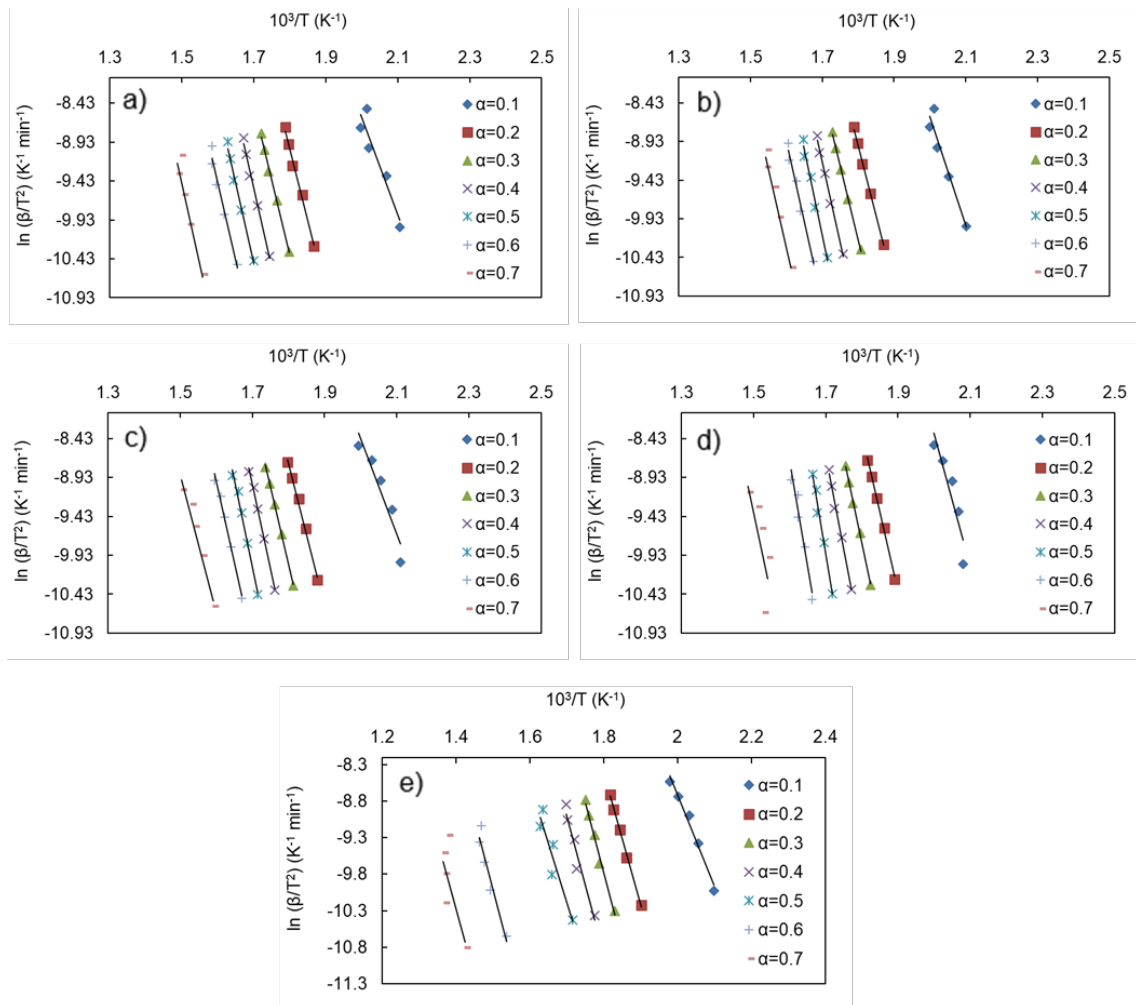 10³/T (K⁻¹)
1.3 1.5 1.7 1.9 2.1 2.3 2.5
a)
ln (β/T²) (K⁻¹ min⁻¹)
-8.43
-8.93
-9.43
-9.93
-10.43
-10.93
α=0.1
α=0.2
α=0.3
α=0.4
α=0.5
α=0.6
α=0.7
10³/T (K⁻¹)
1.3 1.5 1.7 1.9 2.1 2.3 2.5
b)
ln (β/T²) (K⁻¹ min⁻¹)
-8.43
-8.93
-9.43
-9.93
-10.43
-10.93
α=0.1
α=0.2
α=0.3
α=0.4
α=0.5
α=0.6
α=0.7
10³/T (K⁻¹)
1.3 1.5 1.7 1.9 2.1 2.3 2.5
c)
ln (β/T²) (K⁻¹ min⁻¹)
-8.43
-8.93
-9.43
-9.93
-10.43
-10.93
α=0.1
α=0.2
α=0.3
α=0.4
α=0.5
α=0.6
α=0.7
10³/T (K⁻¹)
1.3 1.5 1.7 1.9 2.1 2.3 2.5
d)
ln (β/T²) (K⁻¹ min⁻¹)
-8.43
-8.93
-9.43
-9.93
-10.43
-10.93
α=0.1
α=0.2
α=0.3
α=0.4
α=0.5
α=0.6
α=0.7
10³/T (K⁻¹)
1.2 1.4 1.6 1.8 2 2.2 2.4
e)
ln (β/T²) (K⁻¹ min⁻¹)
-8.3
-8.8
-9.3
-9.8
-10.3
-10.8
-11.3
α=0.1
α=0.2
α=0.3
α=0.4
α=0.5
α=0.6
α=0.7